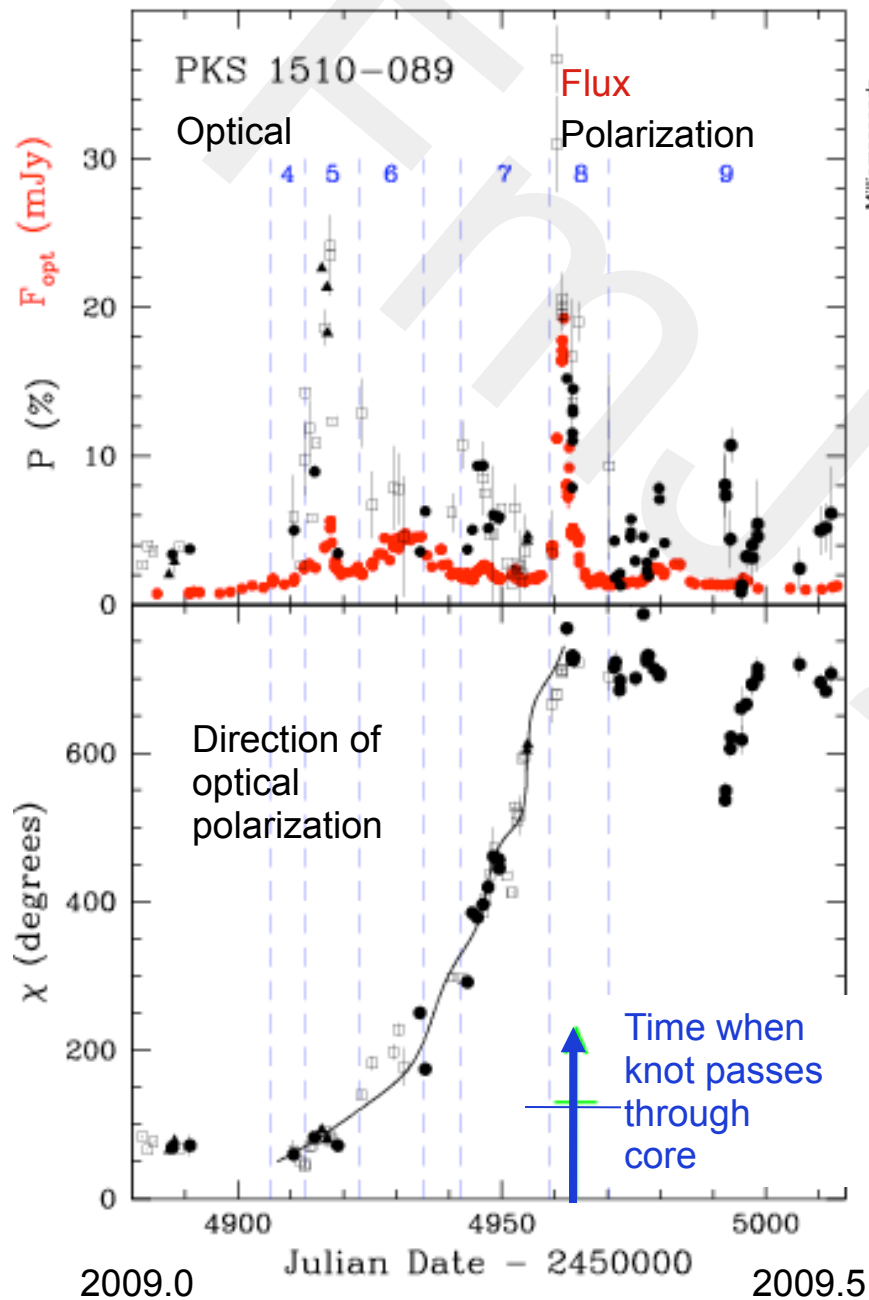 PKS 1510-089
Flux
Optical
Polarization
4 5 6 7 8 9
F_opt (mJy)
P (%)
30
20
10
0
Direction of
optical
polarization
χ (degrees)
600
400
200
0
Time when
knot passes
through
core
4900 4950 5000
Julian Date - 2450000
2009.0 2009.5